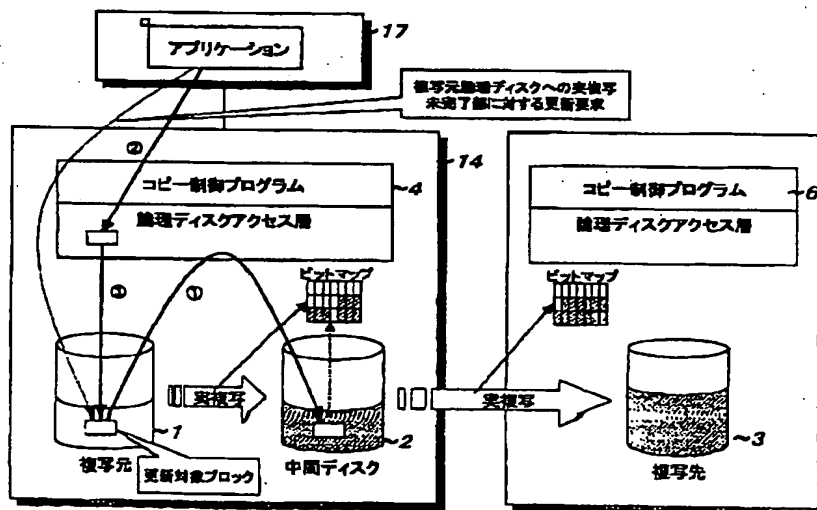 アプリケーション
17
複写元論理ディスクへの実複写
未完了部に対する更新要求
②
14
コピー制御プログラム
4
論理ディスクアクセス層
コピー制御プログラム
6
論理ディスクアクセス層
ビットマップ
ビットマップ
③
①
実複写
実複写
1
2
3
複写元
更新対象ブロック
中間ディスク
複写先